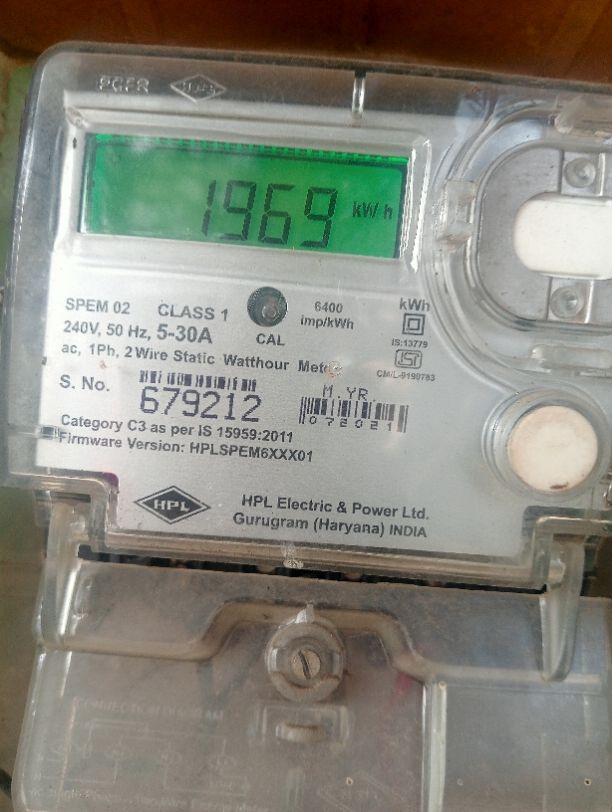 1969 kWh
SPEM 02 CLASS 1
240V, 50 Hz, 5-30A
ac, 1Ph, 2 Wire Static Watthour
CAL
6400
imp/kWh
kWh
IS:13779
ISI
CM/L-9190783
S. No. 679212
M.YR.
072021
Category C3 as per IS 15959:2011
Firmware Version: HPLSPEM6XXX01
HPL
HPL Electric & Power Ltd.
Gurugram (Haryana) INDIA